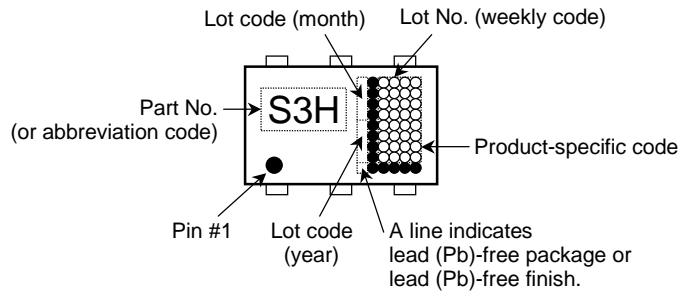 Lot code (month)
Lot No. (weekly code)
Part No.
(or abbreviation code)
S3H
Product-specific code
Pin #1
Lot code
(year)
A line indicates
lead (Pb)-free package or
lead (Pb)-free finish.